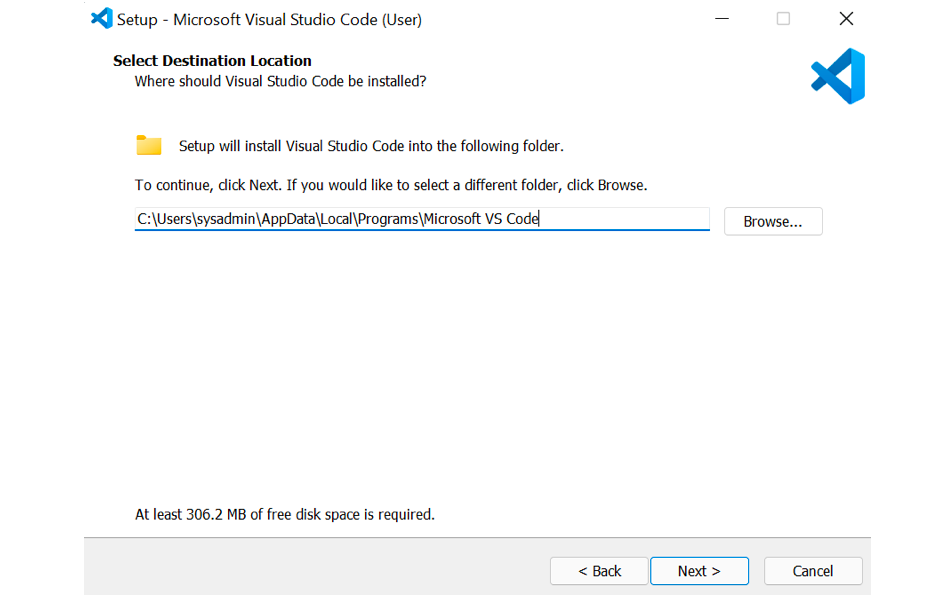 Setup - Microsoft Visual Studio Code (User)
Select Destination Location
Where should Visual Studio Code be installed?
Setup will install Visual Studio Code into the following folder.
To continue, click Next. If you would like to select a different folder, click Browse.
C:\Users\sysadmin\AppData\Local\Programs\Microsoft VS Code
Browse...
At least 306.2 MB of free disk space is required.
< Back
Next >
Cancel